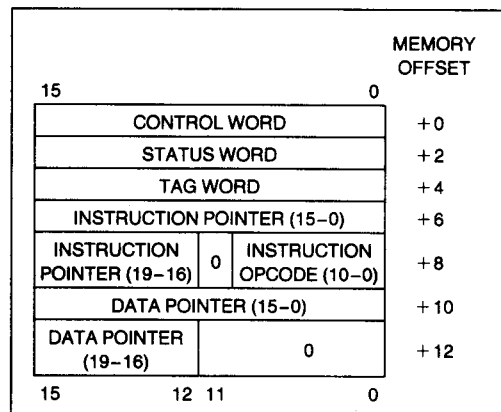 MEMORY
OFFSET
15 0
CONTROL WORD +0
STATUS WORD +2
TAG WORD +4
INSTRUCTION POINTER (15–0) +6
INSTRUCTION
POINTER (19–16)
0
INSTRUCTION
OPCODE (10–0)
+8
DATA POINTER (15–0) +10
DATA POINTER
(19–16)
0
+12
15 12 11 0